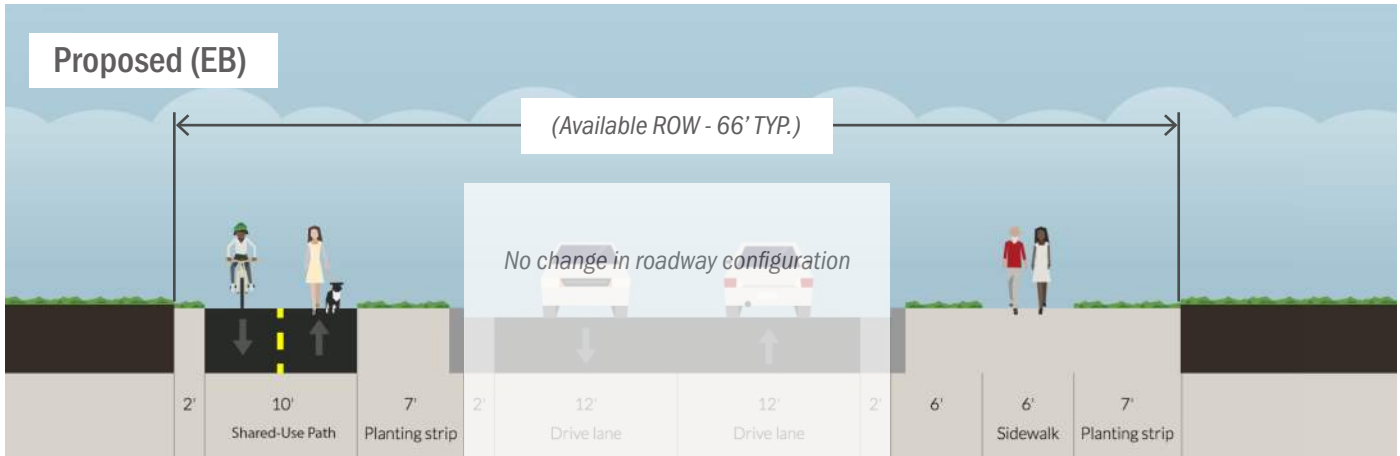 Proposed (EB)
(Available ROW - 66' TYP.)
No change in roadway configuration
2' 10' 7' 2' 12' 12' 2' 6' 6' 7'
Shared-Use Path Planting strip Drive lane Drive lane Sidewalk Planting strip